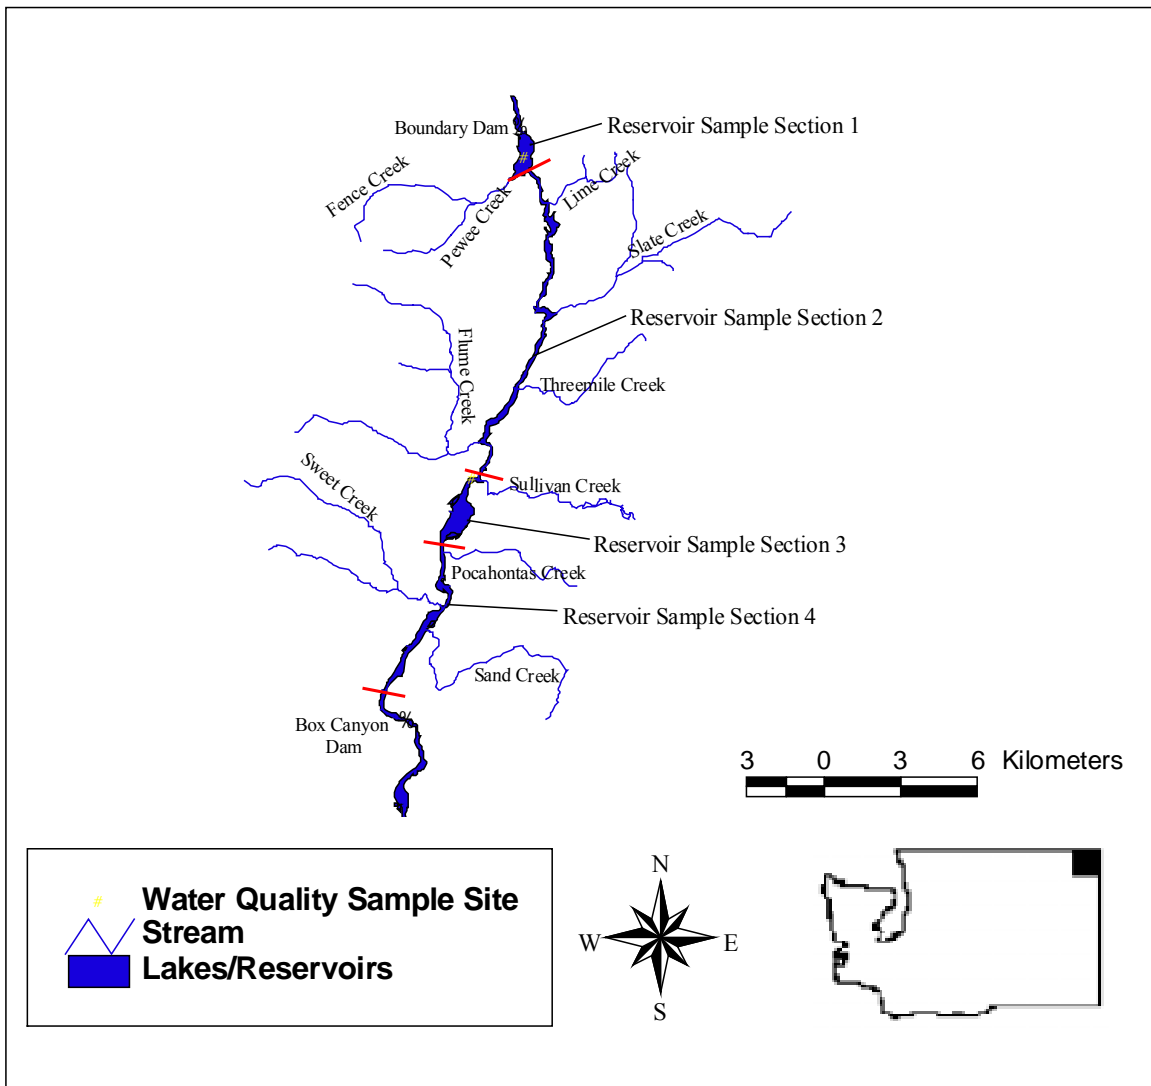 Boundary Dam
%
Reservoir Sample Section 1
#
Fence Creek
Pewee Creek
Lime Creek
Slate Creek
Reservoir Sample Section 2
Flume Creek
Threemile Creek
Sweet Creek
#
Sullivan Creek
Reservoir Sample Section 3
Pocahontas Creek
Reservoir Sample Section 4
Sand Creek
Box Canyon
Dam
%
3 0 3 6 Kilometers
# Water Quality Sample Site
Stream
Lakes/Reservoirs
N
W
E
S